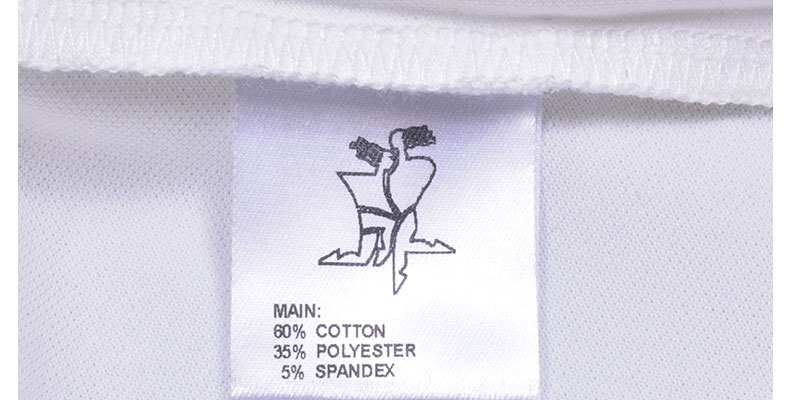 MAIN:
60% COTTON
35% POLYESTER
5% SPANDEX